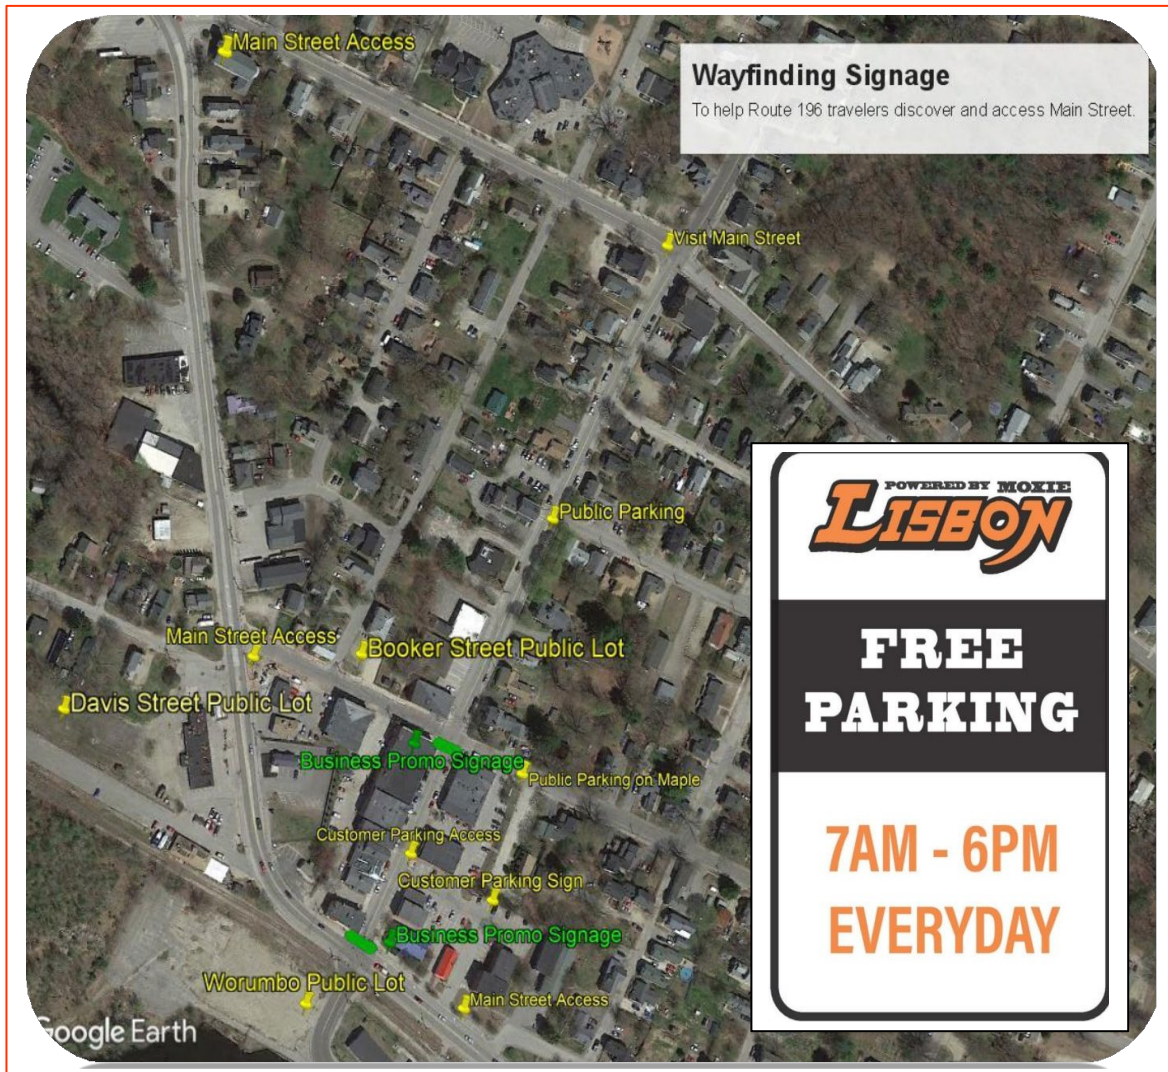 Main Street Access
Wayfinding Signage
To help Route 196 travelers discover and access Main Street.
Visit Main Street
Public Parking
Main Street Access
Booker Street Public Lot
Davis Street Public Lot
Business Promo Signage
Public Parking on Maple
Customer Parking Access
Customer Parking Sign
Business Promo Signage
Worumbo Public Lot
Main Street Access
Google Earth
POWERED BY MOXIE
LISBON
FREE
PARKING
7AM - 6PM
EVERYDAY